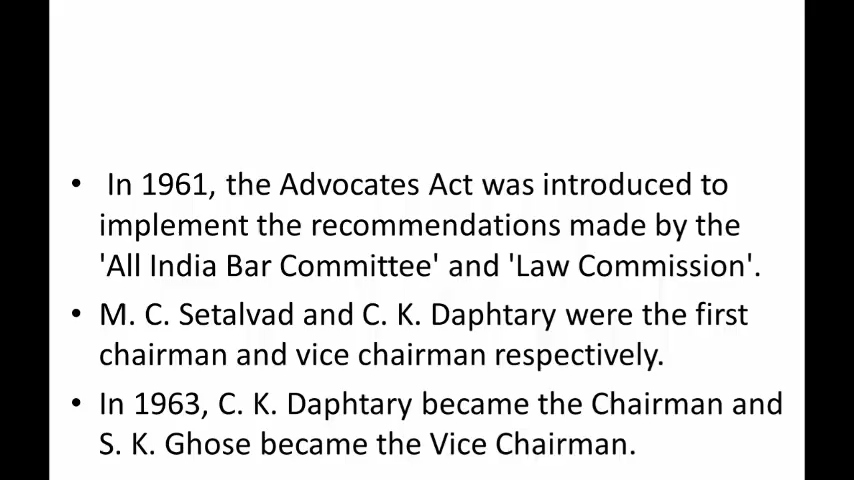 • In 1961, the Advocates Act was introduced to
implement the recommendations made by the
'All India Bar Committee' and 'Law Commission'.
• M. C. Setalvad and C. K. Daphtary were the first
chairman and vice chairman respectively.
• In 1963, C. K. Daphtary became the Chairman and
S. K. Ghose became the Vice Chairman.